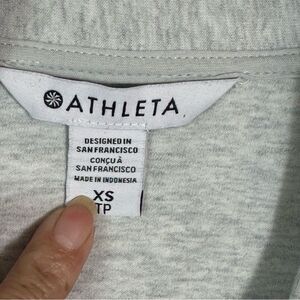 ATHLETA
DESIGNED IN
SAN FRANCISCO
CONÇU À
SAN FRANCISCO
MADE IN INDONESIA
XS
TP